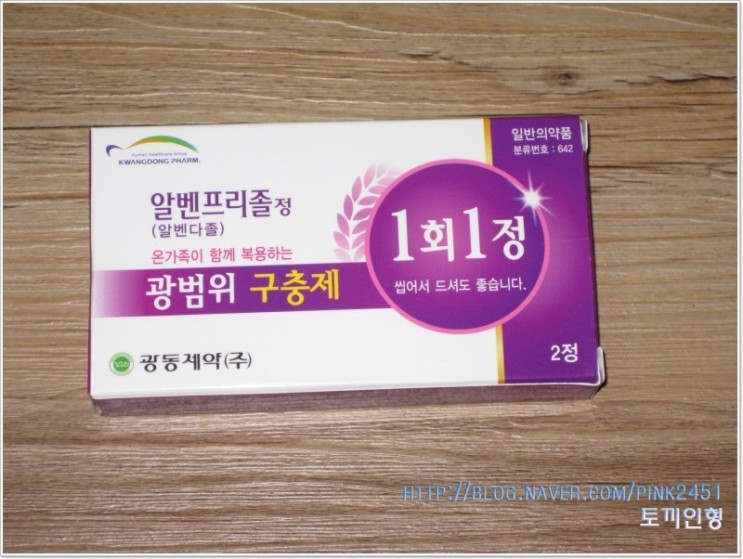 Human Healthcare Group
KWANGDONG PHARM.
일반의약품
분류번호 : 642
알벤프리졸정
(알벤다졸)
온가족이 함께 복용하는
광범위 구충제
1회1정
씹어서 드셔도 좋습니다.
광동제약(주)
2정
HTTP://BLOG.NAVER.COM/PINK2451
토끼인형